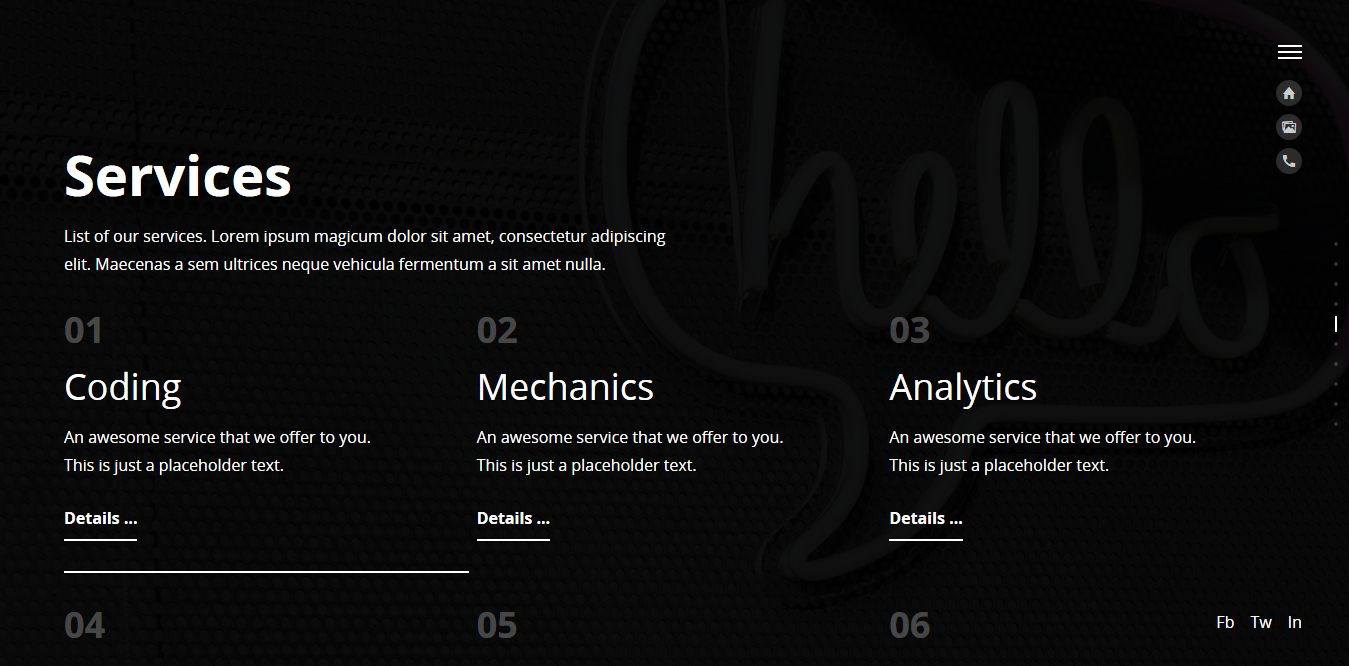 hello
Services
List of our services. Lorem ipsum magicum dolor sit amet, consectetur adipiscing
elit. Maecenas a sem ultrices neque vehicula fermentum a sit amet nulla.
01
02
03
Coding
Mechanics
Analytics
An awesome service that we offer to you.
This is just a placeholder text.
An awesome service that we offer to you.
This is just a placeholder text.
An awesome service that we offer to you.
This is just a placeholder text.
Details ...
Details ...
Details ...
04
05
06
Fb Tw In